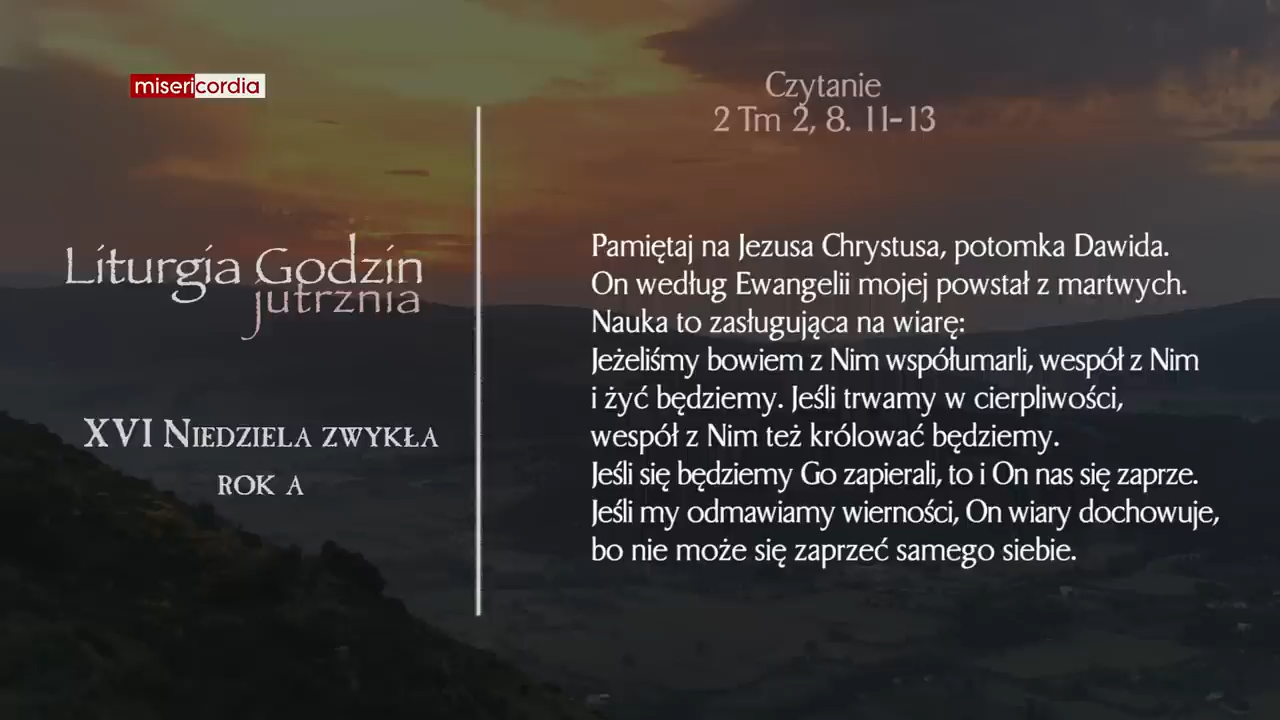 misericordia
Liturgia Godzin
jutrznia
XVI Niedziela zwykła
rok A
Czytanie
2 Tm 2, 8. 11-13
Pamiętaj na Jezusa Chrystusa, potomka Dawida.
On według Ewangelii mojej powstał z martwych.
Nauka to zasługująca na wiarę:
Jeżeliśmy bowiem z Nim współumarli, wespół z Nim
i żyć będziemy. Jeśli trwamy w cierpliwości,
wespół z Nim też królować będziemy.
Jeśli się będziemy Go zapierali, to i On nas się zaprze.
Jeśli my odmawiamy wierności, On wiary dochowuje,
bo nie może się zaprzeć samego siebie.